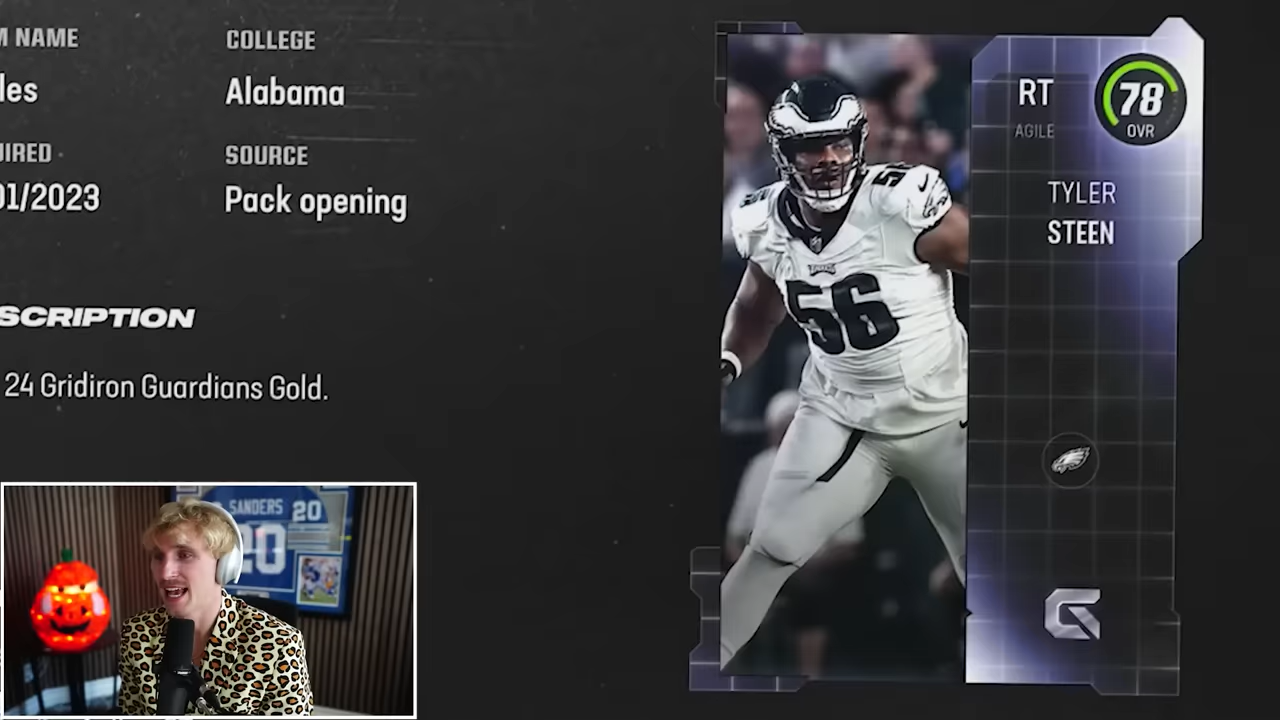 M NAME
les
COLLEGE
Alabama
UIRED
01/2023
SOURCE
Pack opening
SCRIPTION
24 Gridiron Guardians Gold.
RT
AGILE
78
OVR
TYLER
STEEN
56
SANDERS 20
20